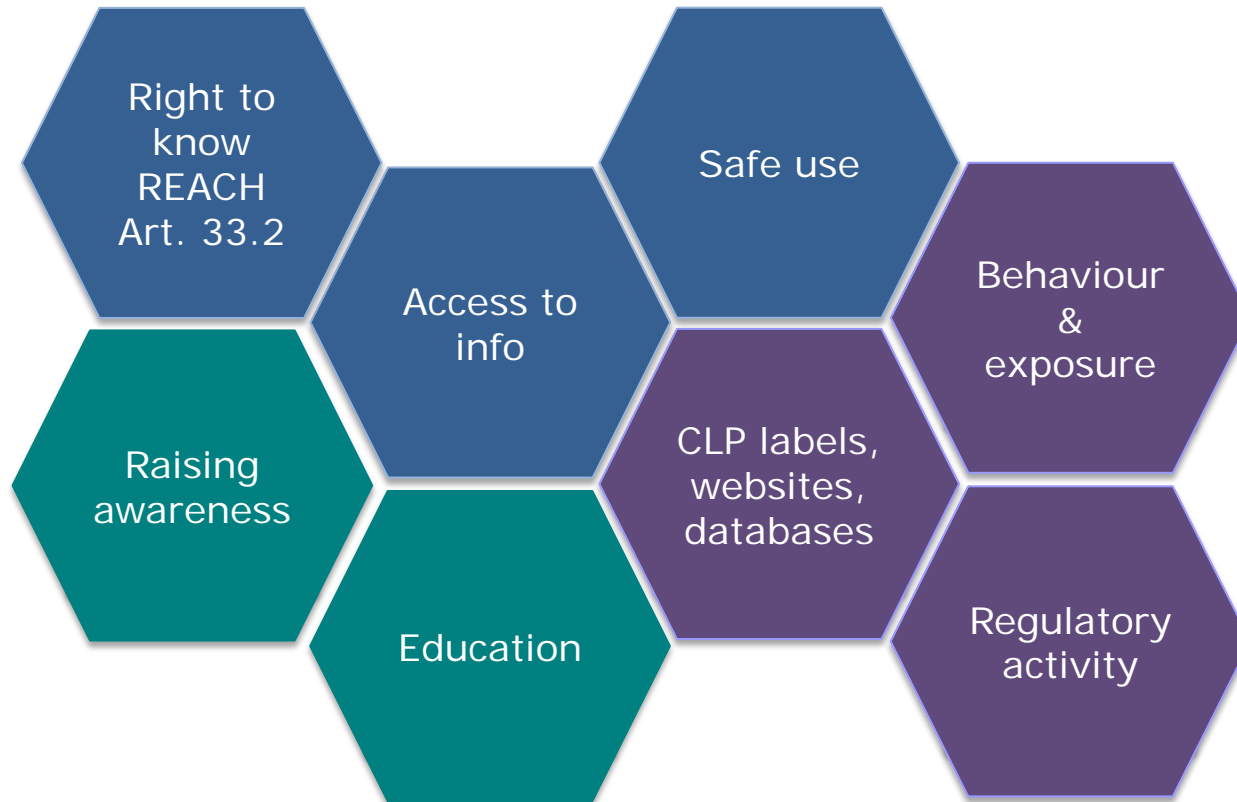 Right to
know
REACH
Art. 33.2
Safe use
Access to
info
Behaviour
&
exposure
Raising
awareness
CLP labels,
websites,
databases
Education
Regulatory
activity